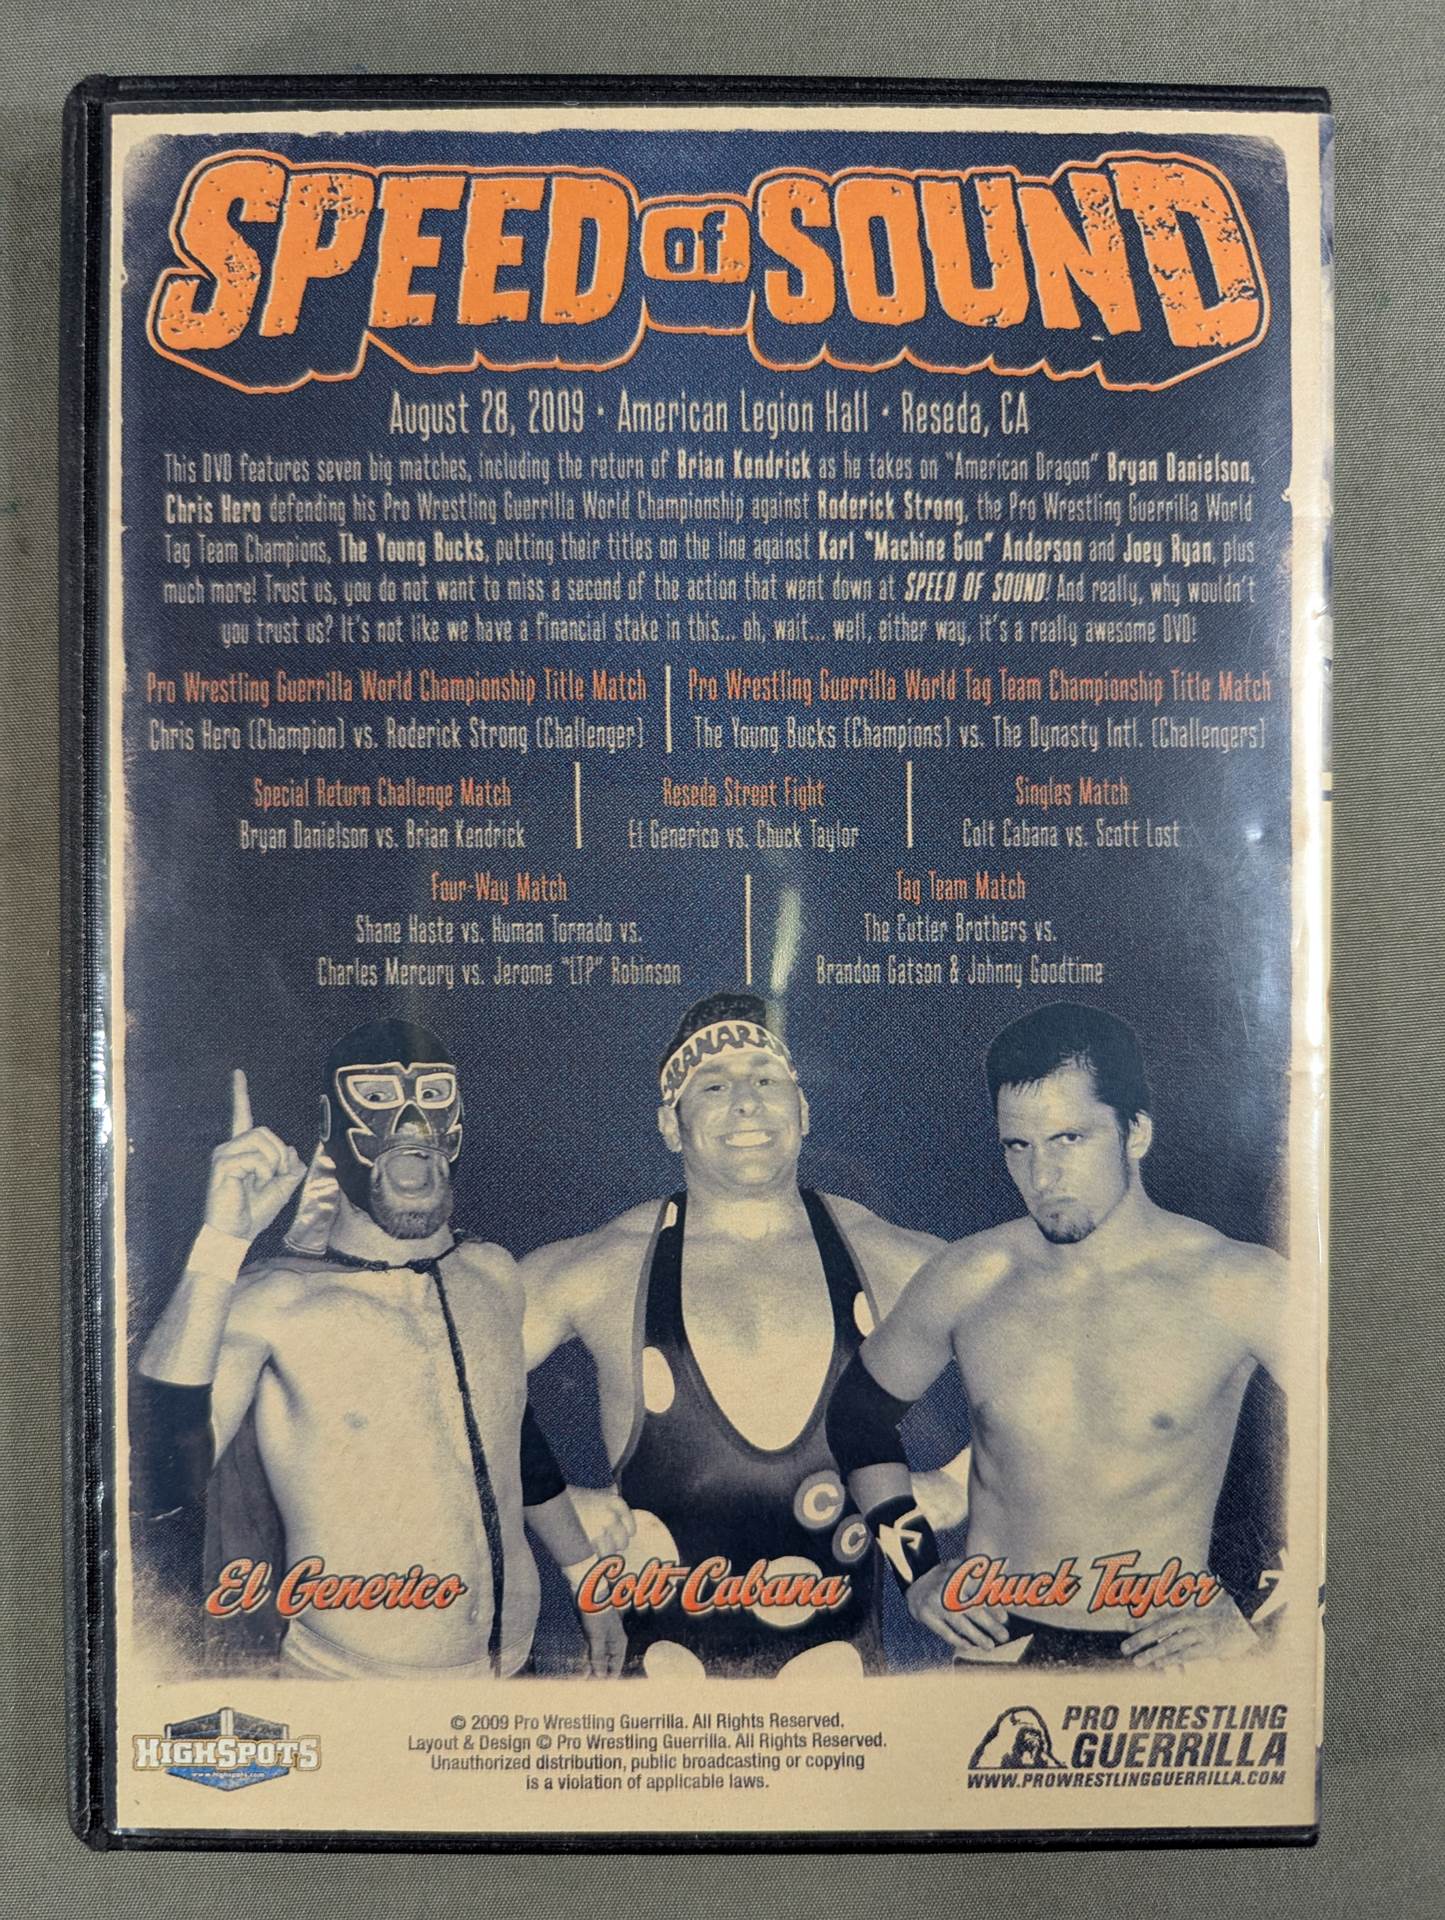 SPEED of SOUND
August 28, 2009 · American Legion Hall · Reseda, CA
This DVD features seven big matches, including the return of Brian Kendrick as he takes on "American Dragon" Bryan Danielson,
Chris Hero defending his Pro Wrestling Guerrilla World Championship against Roderick Strong, the Pro Wrestling Guerrilla World
Tag Team Champions, The Young Bucks, putting their titles on the line against Karl "Machine Gun" Anderson and Joey Ryan, plus
much more! Trust us, you do not want to miss a second of the action that went down at SPEED OF SOUND! And really, why wouldn't
you trust us? It's not like we have a financial stake in this... oh, wait... well, either way, it's a really awesome DVD!
Pro Wrestling Guerrilla World Championship Title Match
Chris Hero (Champion) vs. Roderick Strong (Challenger)
Pro Wrestling Guerrilla World Tag Team Championship Title Match
The Young Bucks (Champions) vs. The Dynasty Intl. (Challengers)
Special Return Challenge Match
Bryan Danielson vs. Brian Kendrick
Reseda Street Fight
El Generico vs. Chuck Taylor
Singles Match
Colt Cabana vs. Scott Lost
Four-Way Match
Shane Haste vs. Human Tornado vs.
Charles Mercury vs. Jerome "LTP" Robinson
Tag Team Match
The Cutler Brothers vs.
Brandon Gatson & Johnny Goodtime
C
C
El Generico
Colt Cabana
Chuck Taylor
HIGHSPOTS
www.highspots.com
© 2009 Pro Wrestling Guerrilla. All Rights Reserved.
Layout & Design © Pro Wrestling Guerrilla. All Rights Reserved.
Unauthorized distribution, public broadcasting or copying
is a violation of applicable laws.
PRO WRESTLING
GUERRILLA
WWW.PROWRESTLINGGUERRILLA.COM